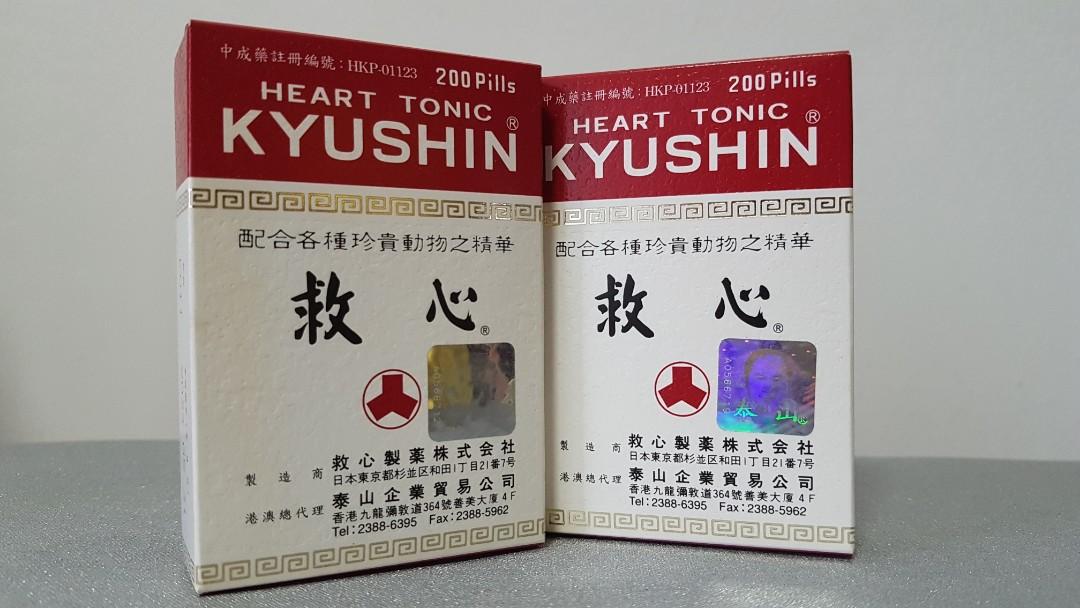 中成藥註冊編號：HKP-01123 200Pills
HEART TONIC
KYUSHIN®
配合各種珍貴動物之精華
救心®
製造商 救心製薬株式会社
日本東京都杉並区和田1丁目21番7号
港澳總代理 泰山企業貿易公司
香港九龍彌敦道364號善美大廈4F
Tel：2388-6395 Fax：2388-5962
中成藥註冊編號：HKP-01123 200Pills
HEART TONIC
KYUSHIN®
配合各種珍貴動物之精華
救心®
泰山
製造商 救心製薬株式会社
日本東京都杉並区和田1丁目21番7号
港澳總代理 泰山企業貿易公司
香港九龍彌敦道364號善美大廈4F
Tel：2388-6395 Fax：2388-5962